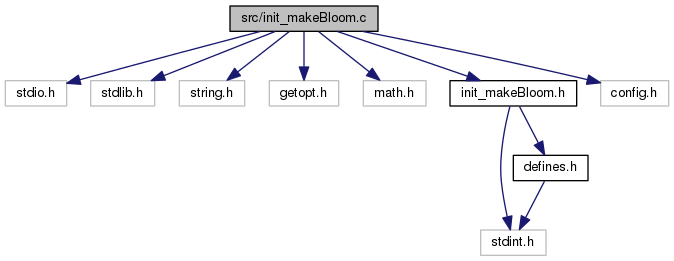 src/init_makeBloom.c
stdio.h
stdlib.h
string.h
getopt.h
math.h
init_makeBloom.h
config.h
defines.h
stdint.h